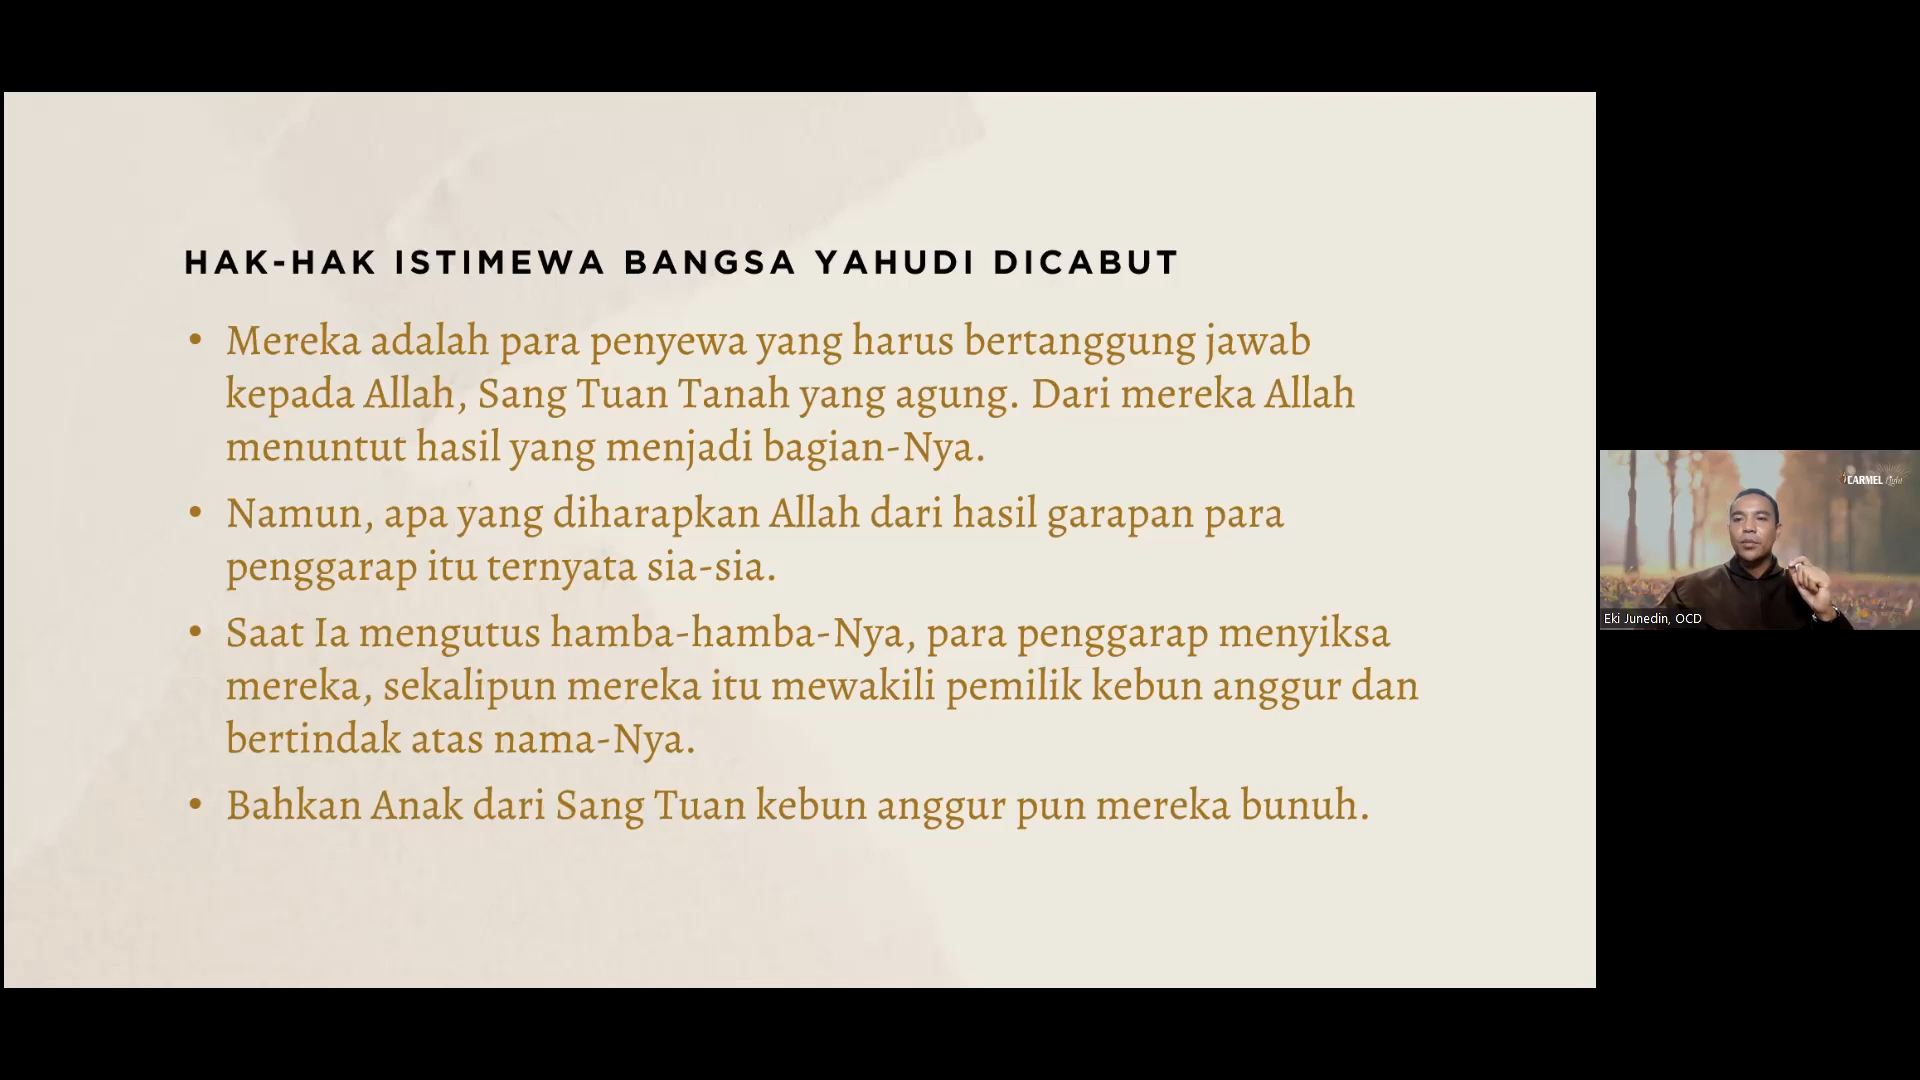 HAK-HAK ISTIMEWA BANGSA YAHUDI DICABUT
• Mereka adalah para penyewa yang harus bertanggung jawab
kepada Allah, Sang Tuan Tanah yang agung. Dari mereka Allah
menuntut hasil yang menjadi bagian-Nya.
• Namun, apa yang diharapkan Allah dari hasil garapan para
penggarap itu ternyata sia-sia.
• Saat Ia mengutus hamba-hamba-Nya, para penggarap menyiksa
mereka, sekalipun mereka itu mewakili pemilik kebun anggur dan
bertindak atas nama-Nya.
• Bahkan Anak dari Sang Tuan kebun anggur pun mereka bunuh.
CARMEL Light
Eki Junedin, OCD